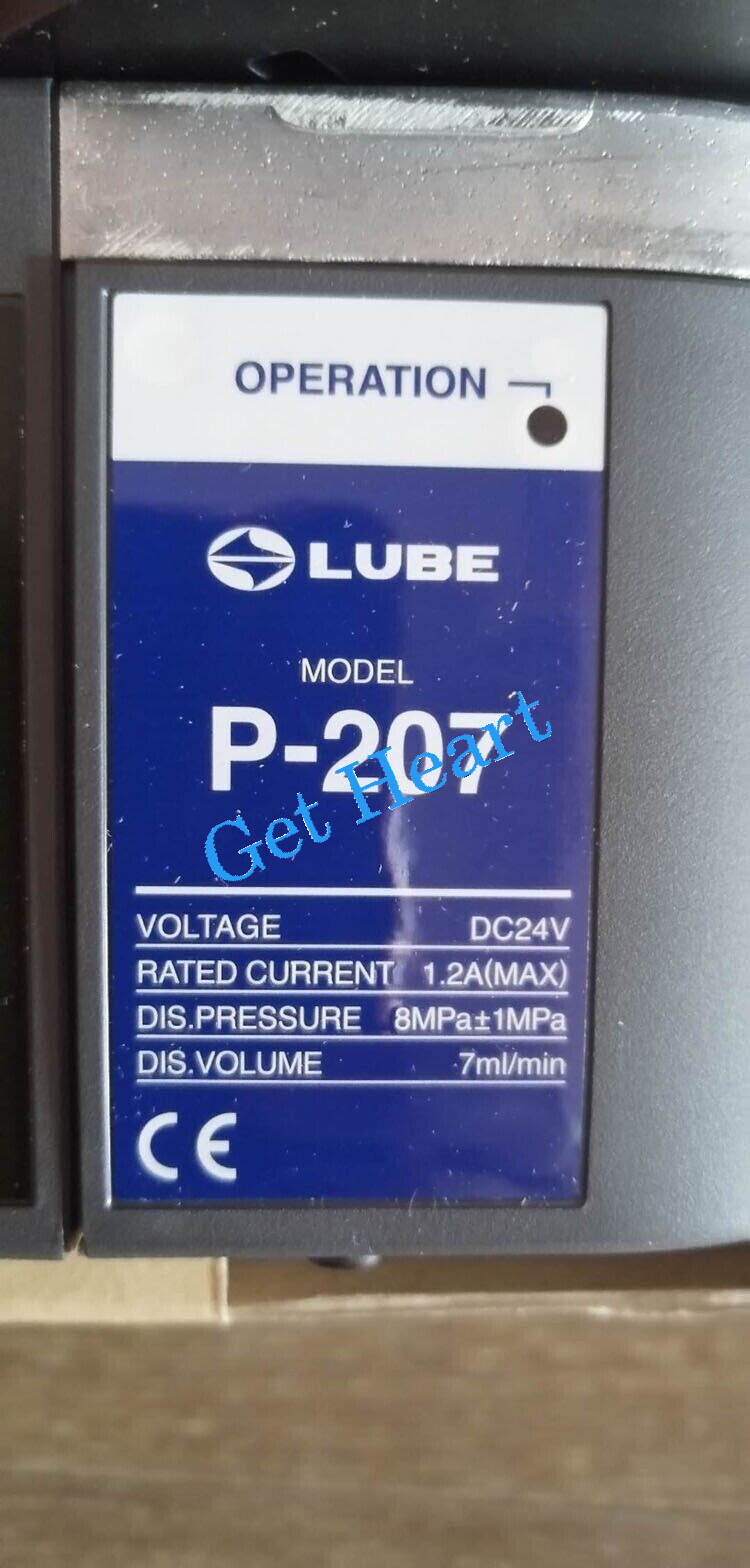 OPERATION
LUBE
MODEL
P-207
Get Heart
VOLTAGE DC24V
RATED CURRENT 1.2A(MAX)
DIS.PRESSURE 8MPa±1MPa
DIS.VOLUME 7ml/min
CE